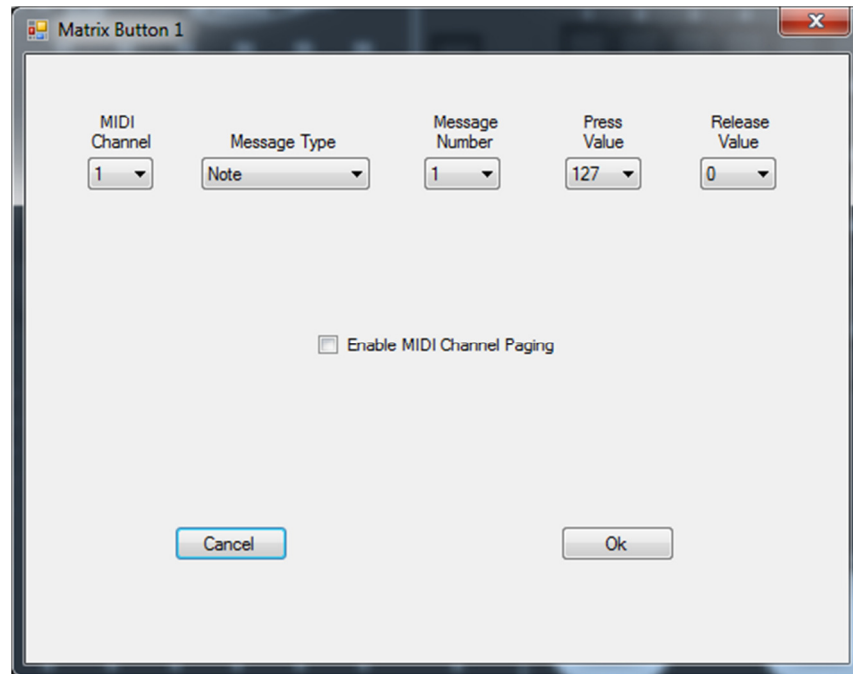 Matrix Button 1
MIDI
Channel
Message Type
Message
Number
Press
Value
Release
Value
1
Note
1
127
0
Enable MIDI Channel Paging
Cancel
Ok